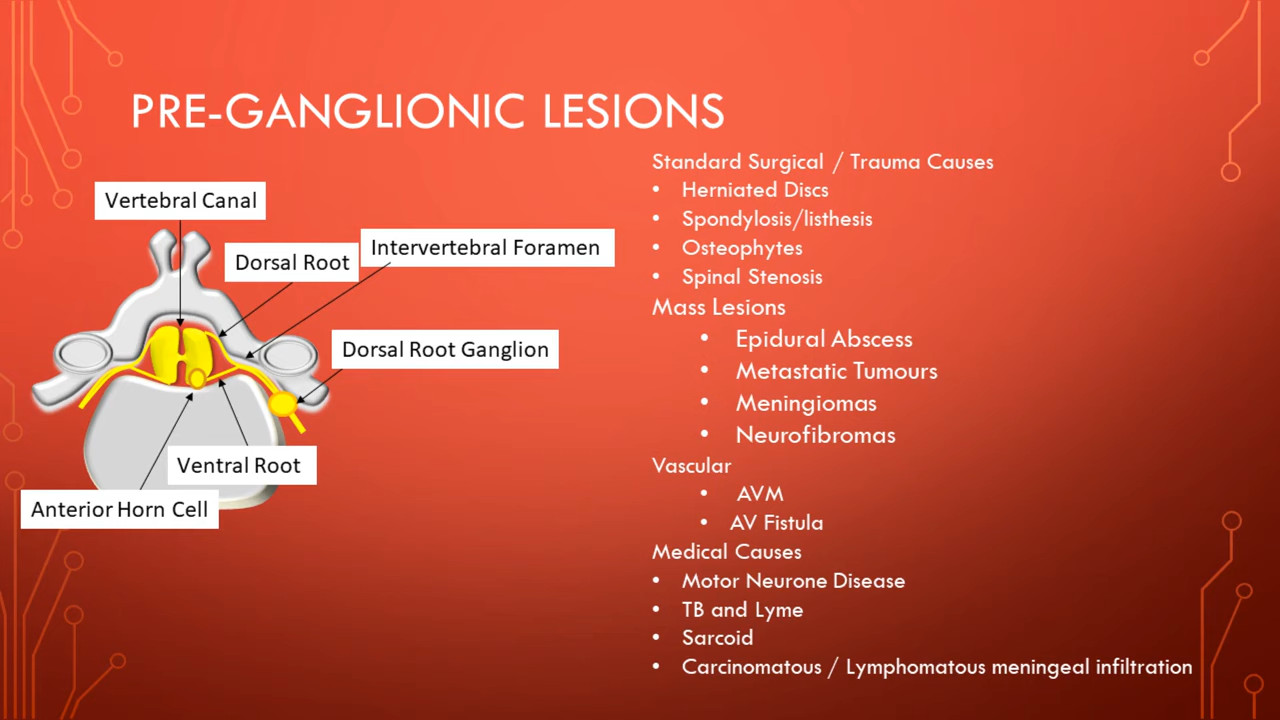 PRE-GANGLIONIC LESIONS
Vertebral Canal
Dorsal Root
Intervertebral Foramen
Dorsal Root Ganglion
Ventral Root
Anterior Horn Cell
Standard Surgical / Trauma Causes
• Herniated Discs
• Spondylosis/listhesis
• Osteophytes
• Spinal Stenosis
Mass Lesions
• Epidural Abscess
• Metastatic Tumours
• Meningiomas
• Neurofibromas
Vascular
• AVM
• AV Fistula
Medical Causes
• Motor Neurone Disease
• TB and Lyme
• Sarcoid
• Carcinomatous / Lymphomatous meningeal infiltration